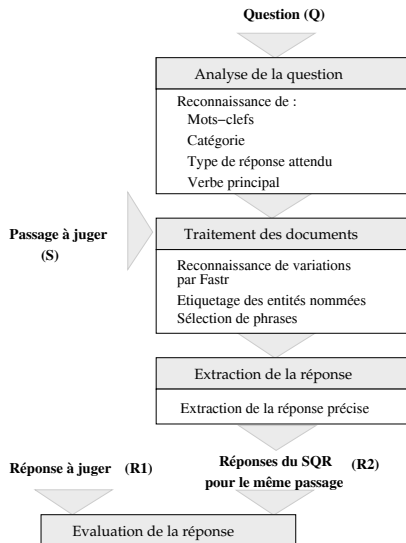 Question (Q)
Analyse de la question
Reconnaissance de :
Mots−clefs
Catégorie
Type de réponse attendu
Verbe principal
Passage à juger
(S)
Traitement des documents
Reconnaissance de variations
par Fastr
Etiquetage des entités nommées
Sélection de phrases
Extraction de la réponse
Extraction de la réponse précise
Réponse à juger (R1)
Réponses du SQR (R2)
pour le même passage
Evaluation de la réponse